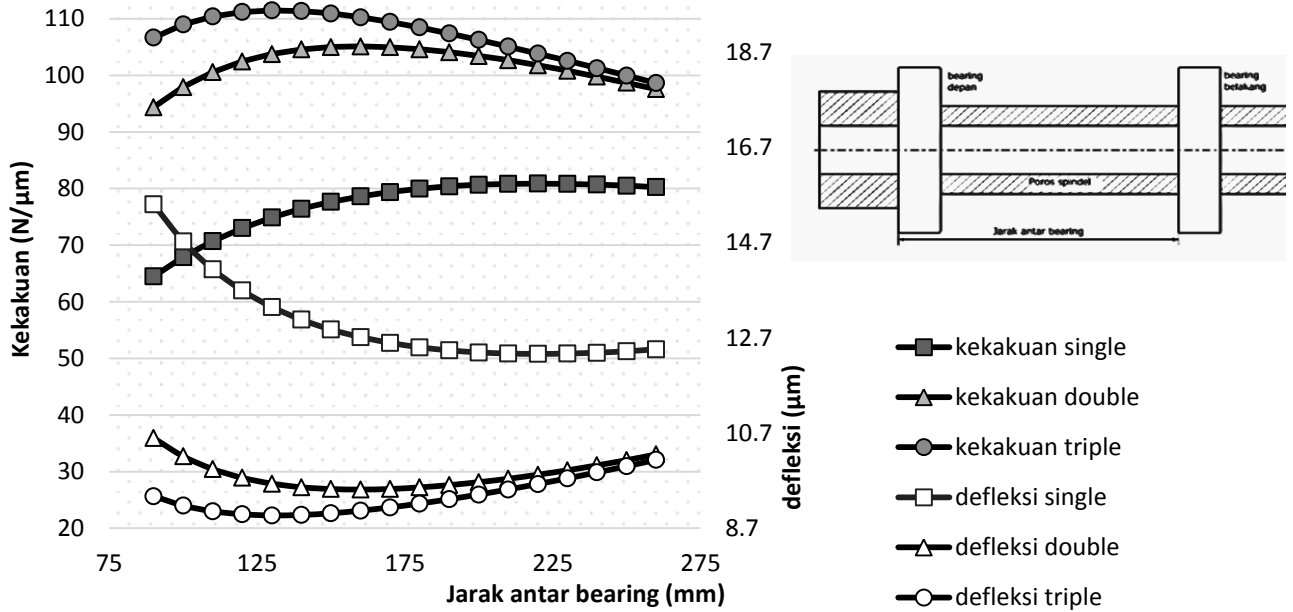 Kekakuan (N/µm)
110
100
90
80
70
60
50
40
30
20
75
125
175
225
275
Jarak antar bearing (mm)
18.7
16.7
14.7
12.7
10.7
8.7
defleksi (µm)
bearing
depan
bearing
belakang
Poros spindel
Jarak antar bearing
kekakuan single
kekakuan double
kekakuan triple
defleksi single
defleksi double
defleksi triple